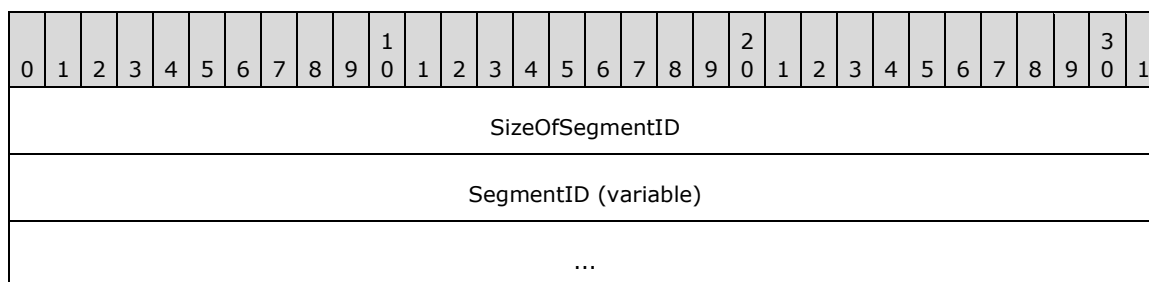 1 2 3
0 1 2 3 4 5 6 7 8 9 0 1 2 3 4 5 6 7 8 9 0 1 2 3 4 5 6 7 8 9 0 1
SizeOfSegmentID
SegmentID (variable)
...